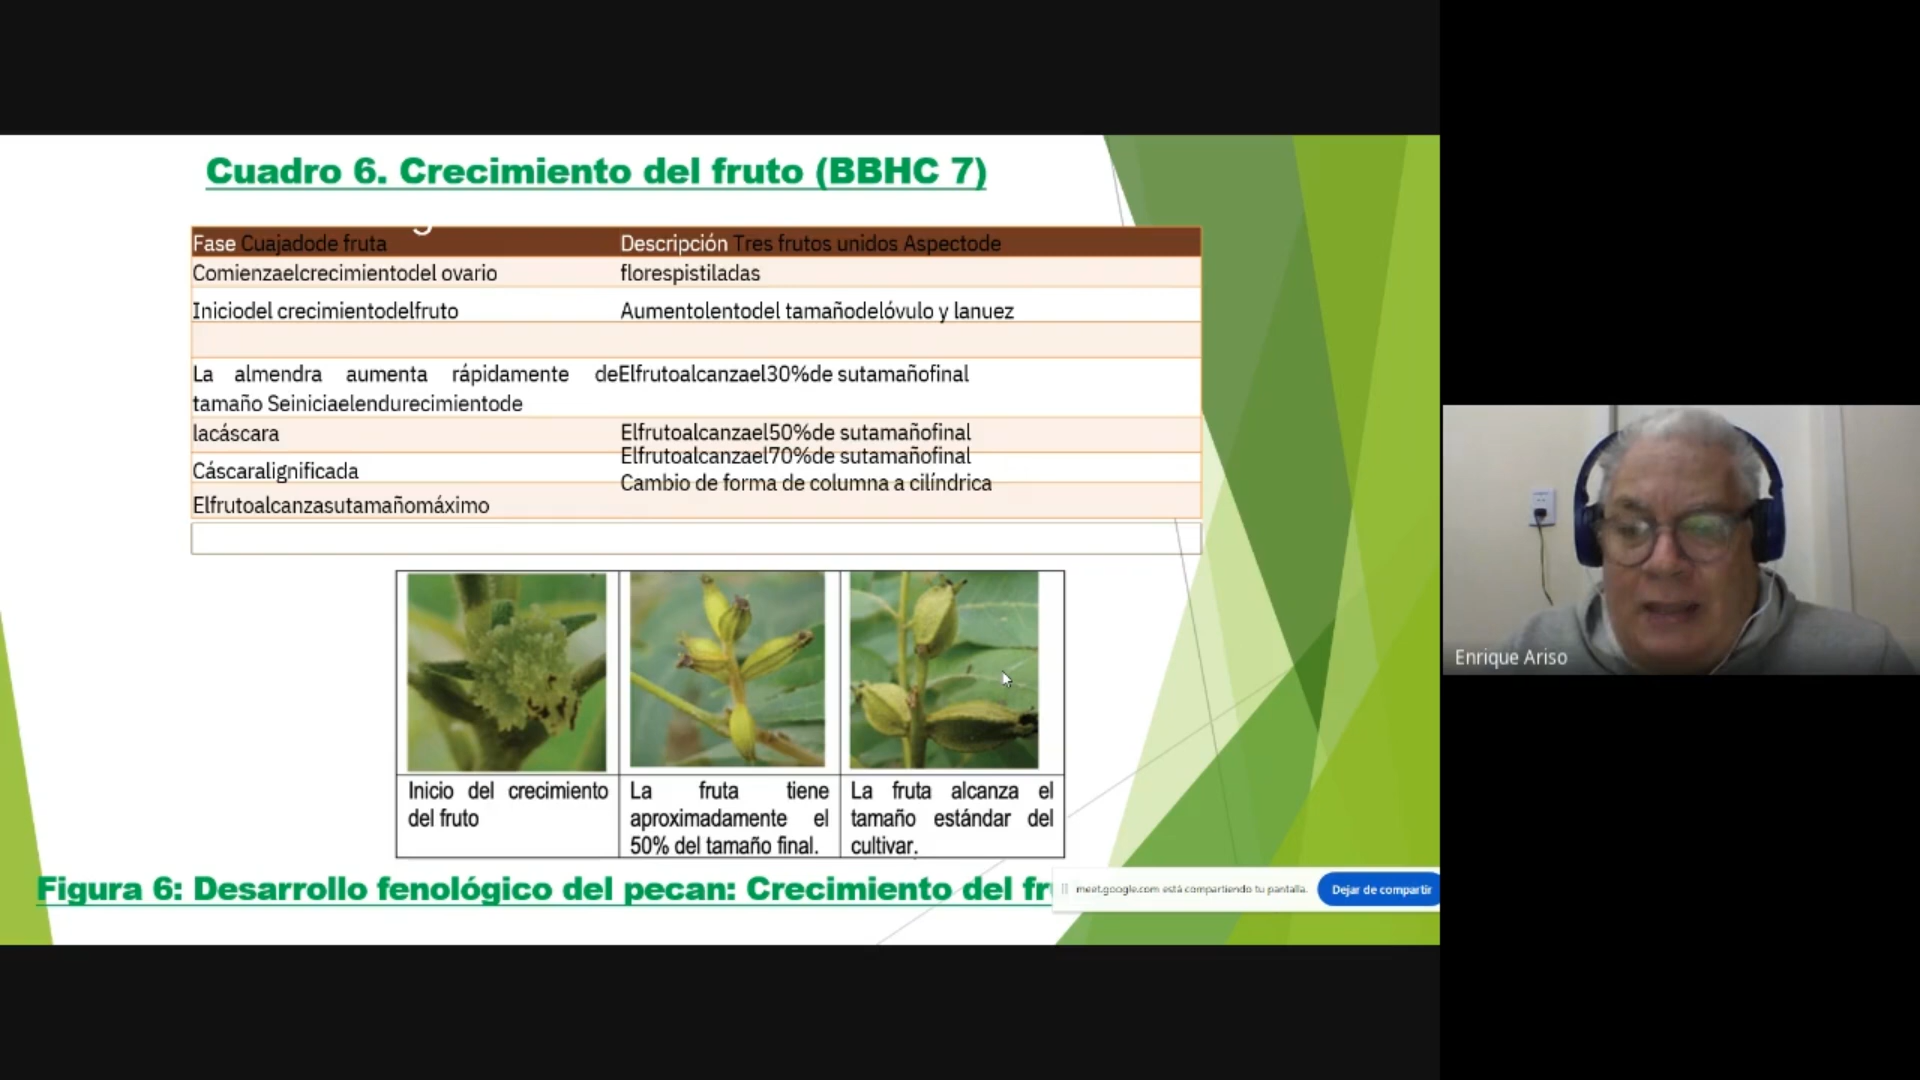 Cuadro 6. Crecimiento del fruto (BBHC 7)
Fase Cuajadode fruta
Descripción Tres frutos unidos Aspectode
Comienzaelcrecimientodel ovario
florespistiladas
Iniciodel crecimientodelfruto
Aumentolentodel tamañodelóvulo y lanuez
La almendra aumenta rápidamente de
tamaño Seiniciaelendurecimientode
Elfrutoalcanzael30%de sutamañofinal
lacáscara
Elfrutoalcanzael50%de sutamañofinal
Elfrutoalcanzael70%de sutamañofinal
Cáscaralignificada
Cambio de forma de columna a cilíndrica
Elfrutoalcanzasutamañomáximo
Inicio del crecimiento
del fruto
La fruta tiene
aproximadamente el
50% del tamaño final.
La fruta alcanza el
tamaño estándar del
cultivar.
Figura 6: Desarrollo fenológico del pecan: Crecimiento del
meet.google.com está compartiendo tu pantalla.
Dejar de compartir
Enrique Ariso